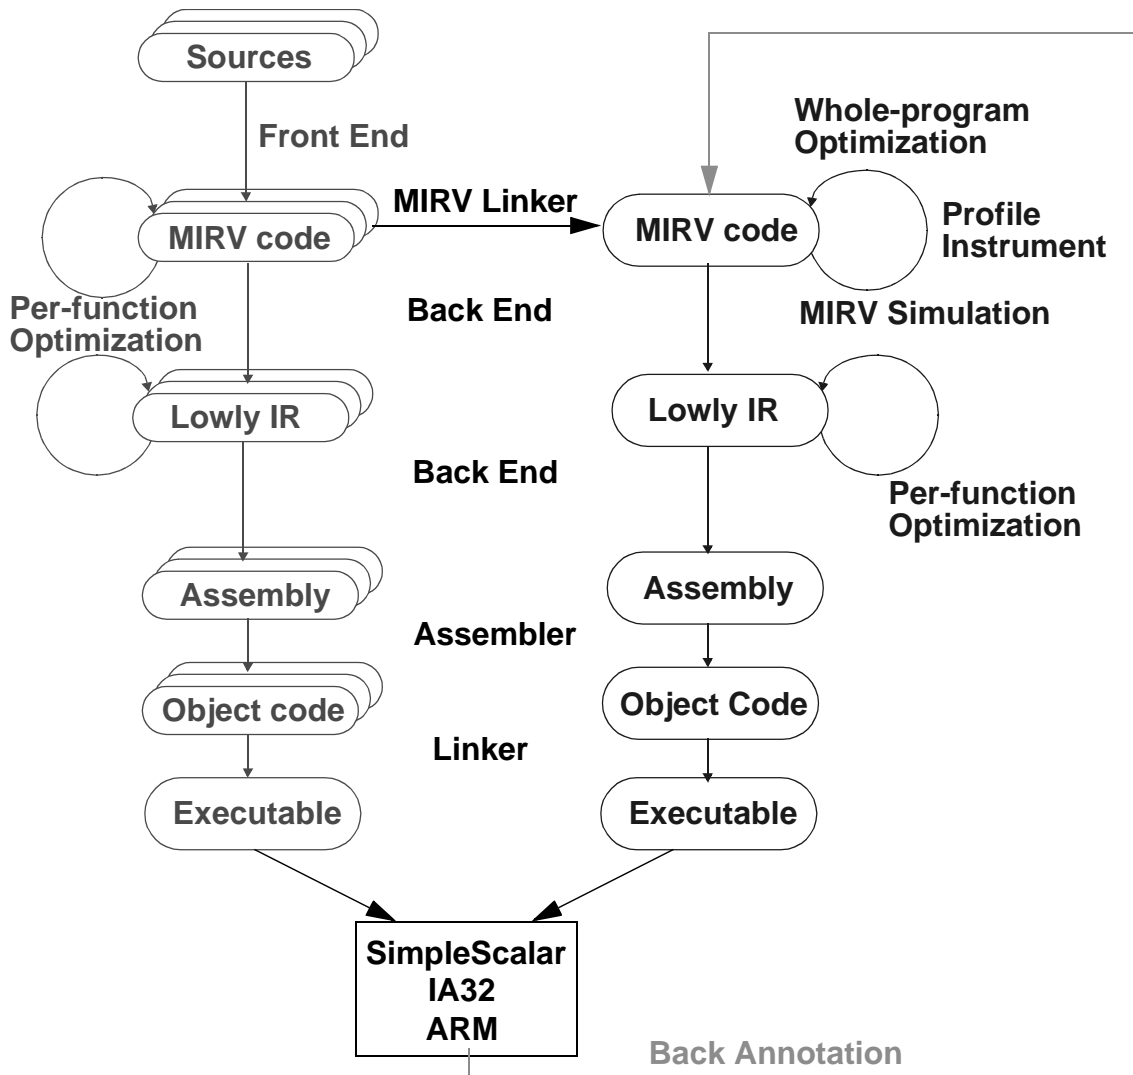 Sources
Front End
Whole-program
Optimization
MIRV Linker
MIRV code
MIRV code
Profile
Instrument
Per-function
Optimization
Back End
MIRV Simulation
Lowly IR
Lowly IR
Back End
Per-function
Optimization
Assembly
Assembly
Assembler
Object code
Object Code
Linker
Executable
Executable
SimpleScalar
IA32
ARM
Back Annotation